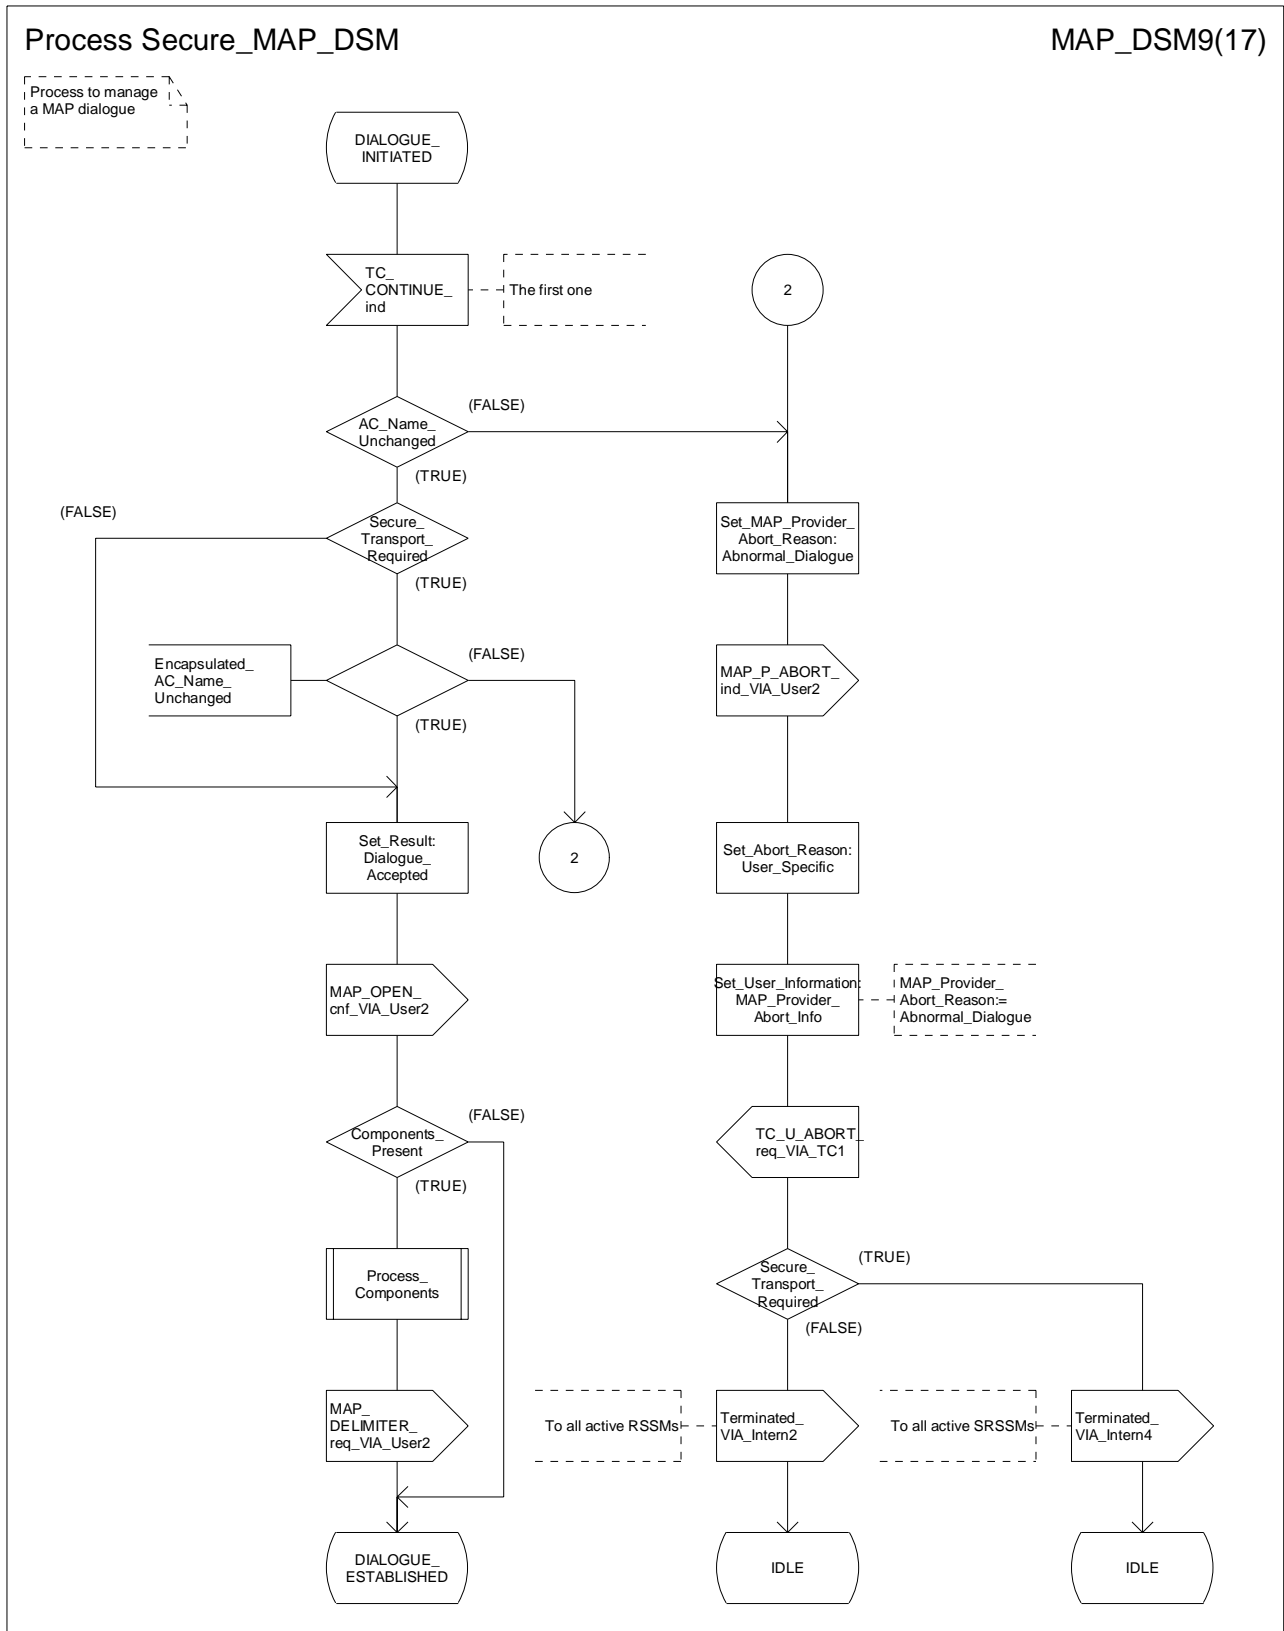 Process Secure_MAP_DSM
MAP_DSM9(17)
Process to manage
a MAP dialogue
DIALOGUE_
INITIATED
TC_
CONTINUE_
ind
The first one
2
(FALSE)
AC_Name_
Unchanged
(TRUE)
(FALSE)
Secure_
Transport_
Required
(TRUE)
Set_MAP_Provider_
Abort_Reason:
Abnormal_Dialogue
Encapsulated_
AC_Name_
Unchanged
(FALSE)
(TRUE)
MAP_P_ABORT_
ind_VIA_User2
Set_Result:
Dialogue_
Accepted
2
Set_Abort_Reason:
User_Specific
MAP_OPEN_
cnf_VIA_User2
Set_User_Information:
MAP_Provider_
Abort_Info
MAP_Provider_
Abort_Reason:=
Abnormal_Dialogue
(FALSE)
Components_
Present
(TRUE)
TC_U_ABORT_
req_VIA_TC1
Process_
Components
(TRUE)
Secure_
Transport_
Required
(FALSE)
MAP_
DELIMITER_
req_VIA_User2
To all active RSSMs
Terminated_
VIA_Intern2
To all active SRSSMs
Terminated_
VIA_Intern4
DIALOGUE_
ESTABLISHED
IDLE
IDLE